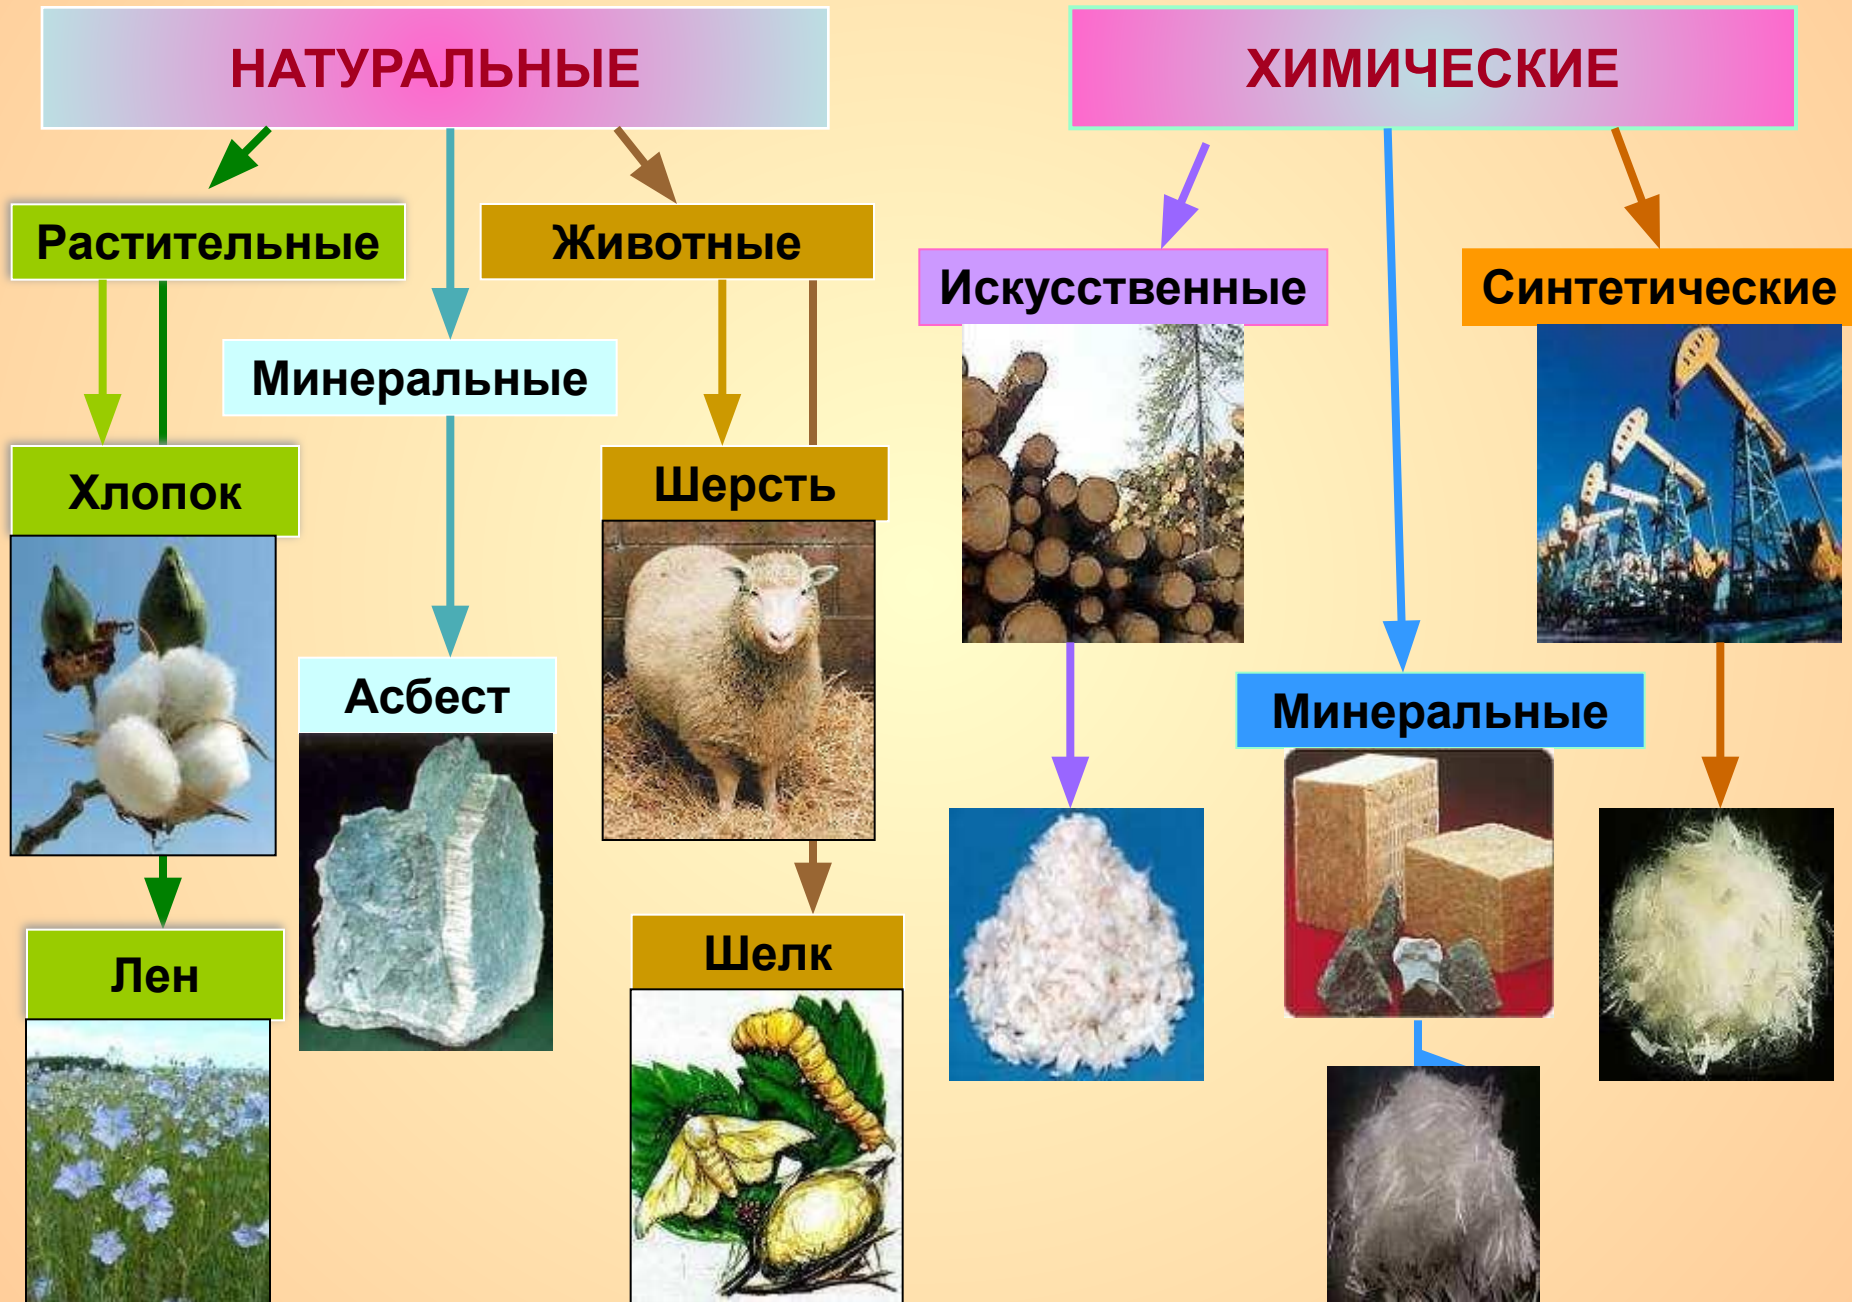 НАТУРАЛЬНЫЕ
ХИМИЧЕСКИЕ
Растительные
Животные
Искусственные
Синтетические
Минеральные
Хлопок
Шерсть
Асбест
Минеральные
Лен
Шелк